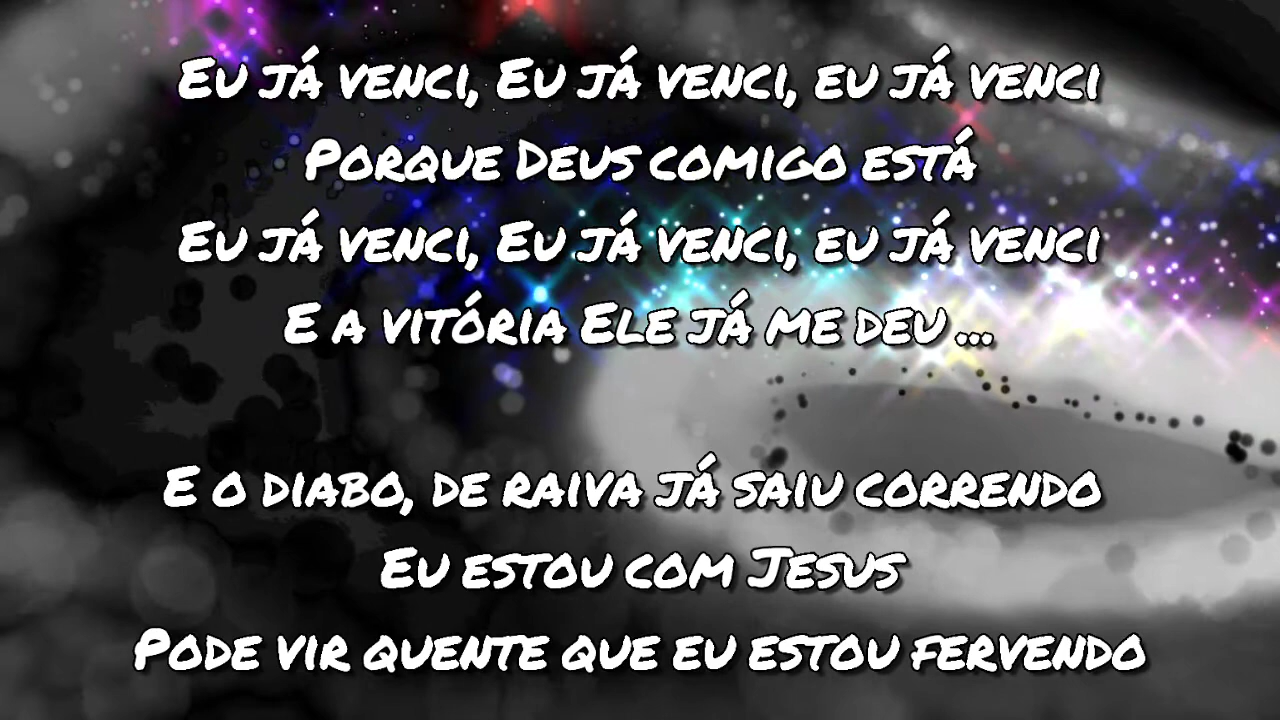 Eu já venci, Eu já venci, eu já venci
Porque Deus comigo está
Eu já venci, Eu já venci, eu já venci
E a vitória Ele já me deu ...
E o diabo, de raiva já saiu correndo
Eu estou com Jesus
Pode vir quente que eu estou fervendo